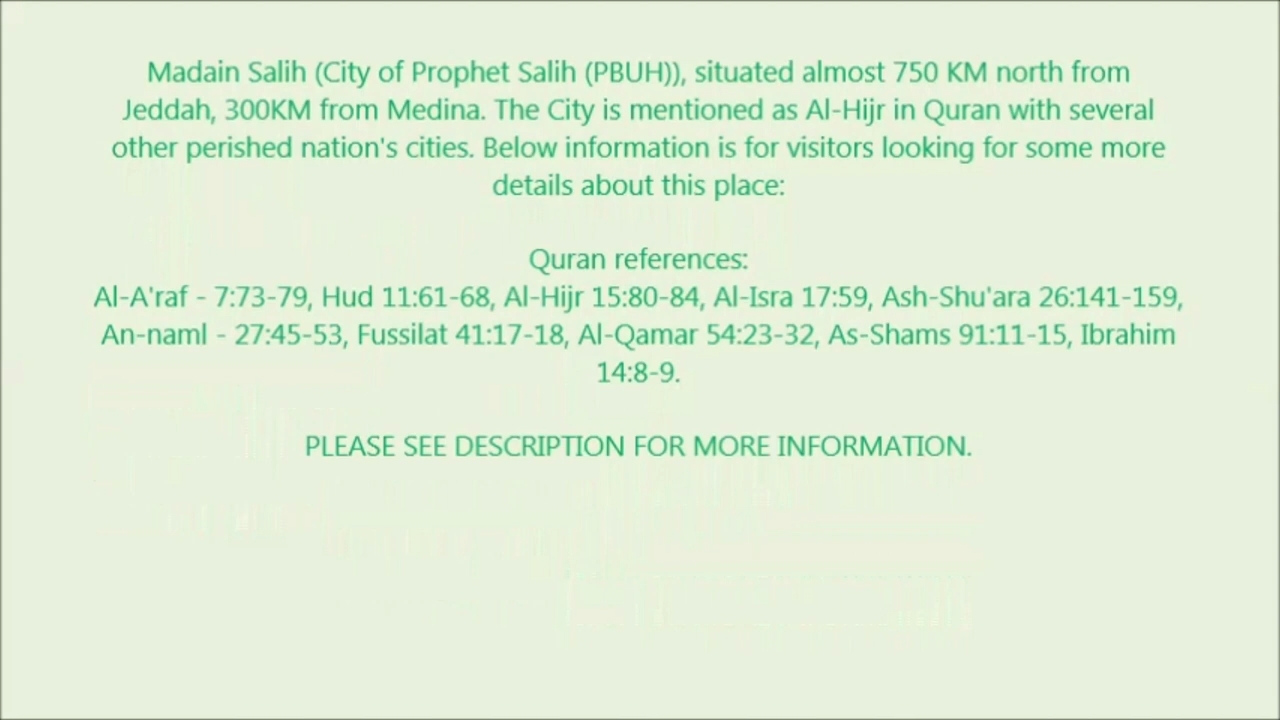 Madain Salih (City of Prophet Salih (PBUH)), situated almost 750 KM north from
Jeddah, 300KM from Medina. The City is mentioned as Al-Hijr in Quran with several
other perished nation's cities. Below information is for visitors looking for some more
details about this place:
Quran references:
Al-A'raf - 7:73-79, Hud 11:61-68, Al-Hijr 15:80-84, Al-Isra 17:59, Ash-Shu'ara 26:141-159,
An-naml - 27:45-53, Fussilat 41:17-18, Al-Qamar 54:23-32, As-Shams 91:11-15, Ibrahim
14:8-9.
PLEASE SEE DESCRIPTION FOR MORE INFORMATION.